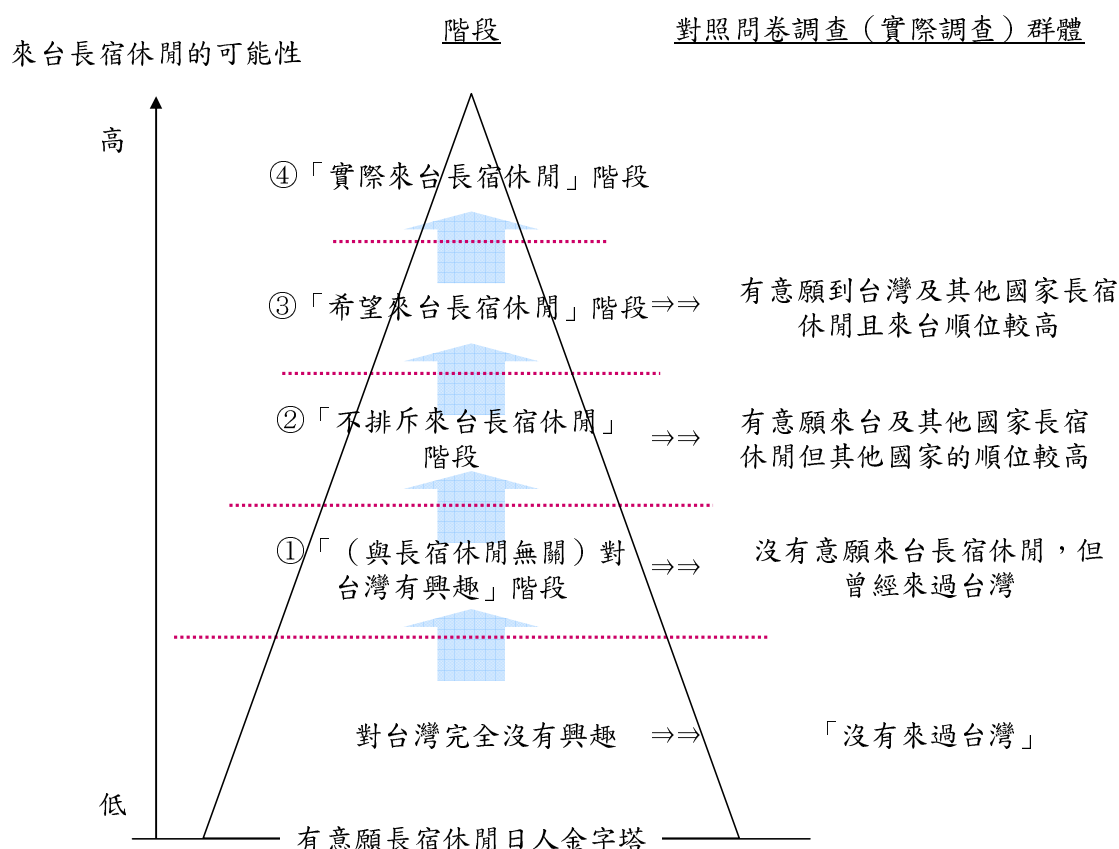 階段
對照問卷調查（實際調查）群體
來台長宿休閒的可能性
高
④「實際來台長宿休閒」階段
③「希望來台長宿休閒」階段
⇒⇒
有意願到台灣及其他國家長宿
休閒且來台順位較高
②「不排斥來台長宿休閒」
階段
⇒⇒
有意願來台及其他國家長宿
休閒但其他國家的順位較高
①「（與長宿休閒無關）對
台灣有興趣」階段
⇒⇒
沒有意願來台長宿休閒，但
曾經來過台灣
對台灣完全沒有興趣
⇒⇒
「沒有來過台灣」
低
有意願長宿休閒日人金字塔